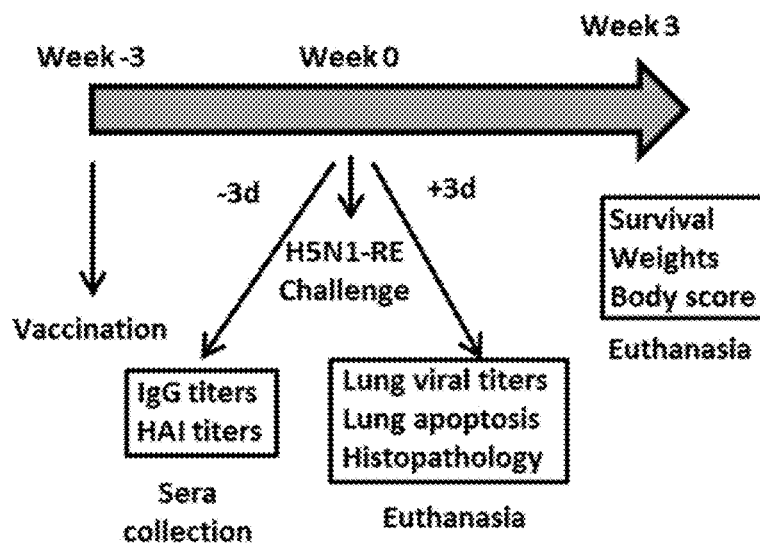 Week -3
Week 0
Week 3
-3d
+3d
H5N1-RE
Challenge
Vaccination
IgG titers
HAI titers
Sera
collection
Lung viral titers
Lung apoptosis
Histopathology
Euthanasia
Survival
Weights
Body score
Euthanasia